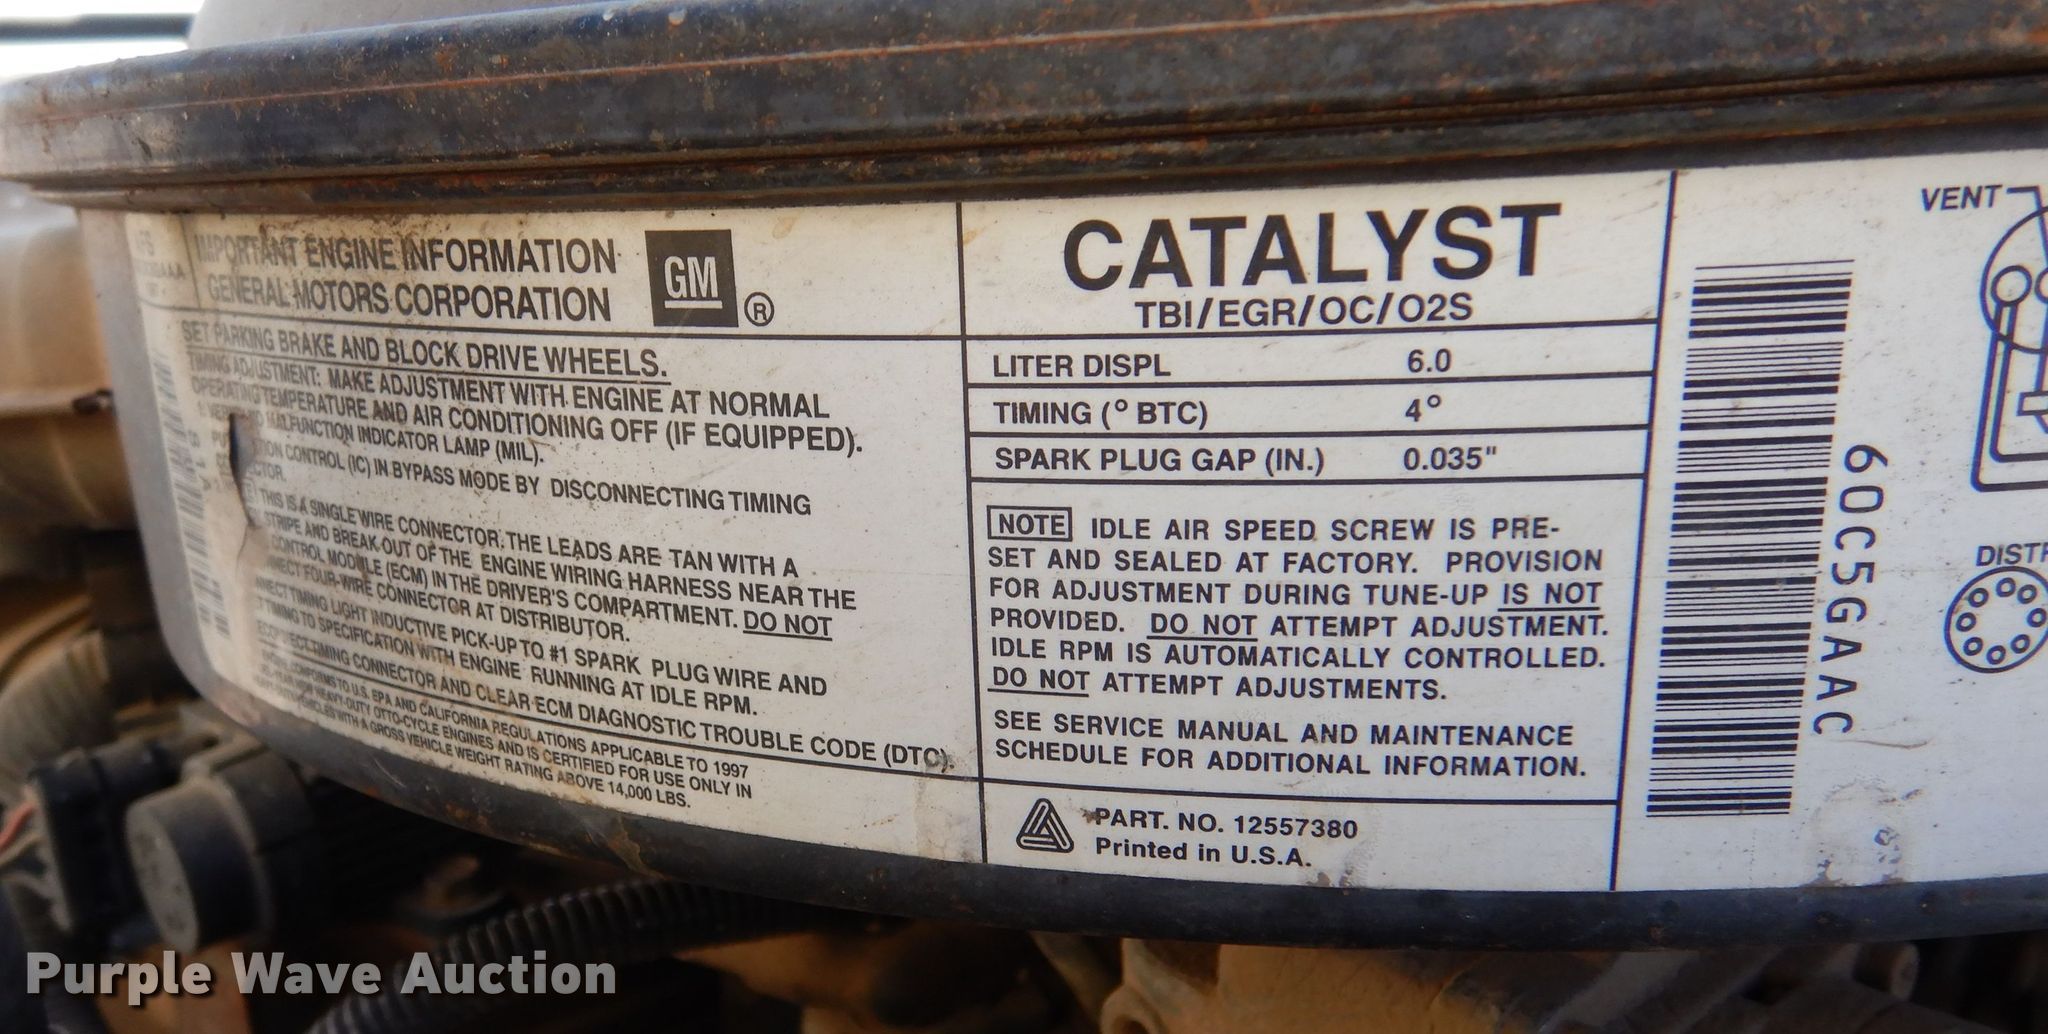 IMPORTANT ENGINE INFORMATION
GENERAL MOTORS CORPORATION
GM
®
SET PARKING BRAKE AND BLOCK DRIVE WHEELS.
TIMING ADJUSTMENT: MAKE ADJUSTMENT WITH ENGINE AT NORMAL
OPERATING TEMPERATURE AND AIR CONDITIONING OFF (IF EQUIPPED).
MALFUNCTION INDICATOR LAMP (MIL).
CONTROL (IC) IN BYPASS MODE BY DISCONNECTING TIMING
THIS IS A SINGLE WIRE CONNECTOR. THE LEADS ARE TAN WITH A
STRIPE AND BREAK OUT OF THE ENGINE WIRING HARNESS NEAR THE
CONTROL MODULE (ECM) IN THE DRIVER'S COMPARTMENT. DO NOT
FOUR-WIRE CONNECTOR AT DISTRIBUTOR.
TIMING LIGHT INDUCTIVE PICK-UP TO #1 SPARK PLUG WIRE AND
TIMING TO SPECIFICATION WITH ENGINE RUNNING AT IDLE RPM.
TIMING CONNECTOR AND CLEAR ECM DIAGNOSTIC TROUBLE CODE (DTC).
CONFORMS TO U.S. EPA AND CALIFORNIA REGULATIONS APPLICABLE TO 1997
NEW HEAVY-DUTY OTTO-CYCLE ENGINES AND IS CERTIFIED FOR USE ONLY IN
VEHICLES WITH A GROSS VEHICLE WEIGHT RATING ABOVE 14,000 LBS.
CATALYST
TBI/EGR/OC/O2S
LITER DISPL 6.0
TIMING (° BTC) 4°
SPARK PLUG GAP (IN.) 0.035"
NOTE IDLE AIR SPEED SCREW IS PRE-
SET AND SEALED AT FACTORY. PROVISION
FOR ADJUSTMENT DURING TUNE-UP IS NOT
PROVIDED. DO NOT ATTEMPT ADJUSTMENT.
IDLE RPM IS AUTOMATICALLY CONTROLLED.
DO NOT ATTEMPT ADJUSTMENTS.
SEE SERVICE MANUAL AND MAINTENANCE
SCHEDULE FOR ADDITIONAL INFORMATION.
PART. NO. 12557380
Printed in U.S.A.
60C5GAAC
VENT
DISTR
Purple Wave Auction